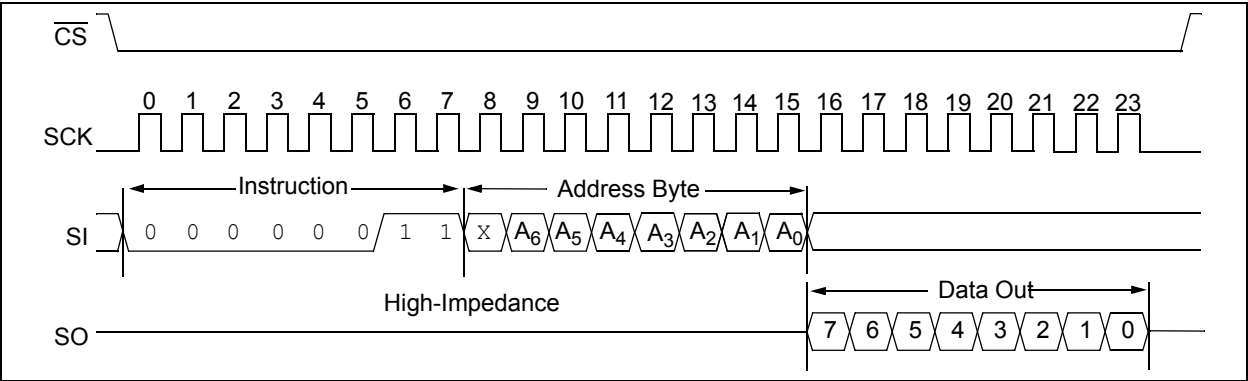 CS
0 1 2 3 4 5 6 7 8 9 10 11 12 13 14 15 16 17 18 19 20 21 22 23
SCK
Instruction Address Byte
SI 0 0 0 0 0 0 1 1 X A6 A5 A4 A3 A2 A1 A0
High-Impedance Data Out
SO 7 6 5 4 3 2 1 0